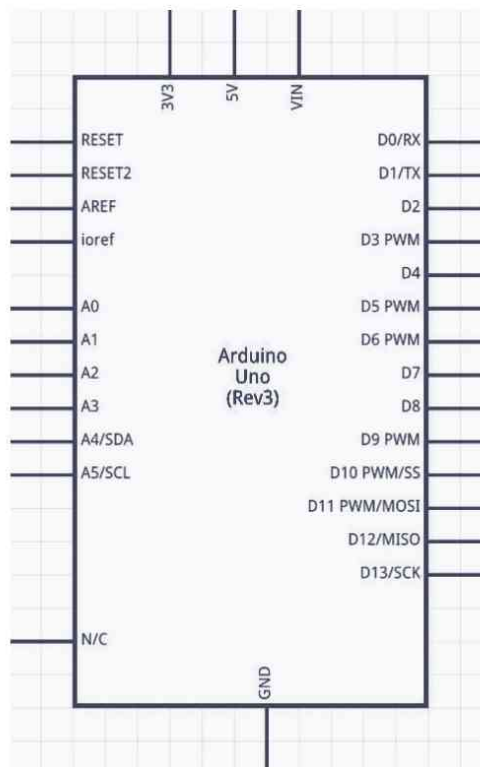 3V3
5V
VIN
RESET
RESET2
AREF
ioref
A0
A1
A2
A3
A4/SDA
A5/SCL
N/C
Arduino
Uno
(Rev3)
D0/RX
D1/TX
D2
D3 PWM
D4
D5 PWM
D6 PWM
D7
D8
D9 PWM
D10 PWM/SS
D11 PWM/MOSI
D12/MISO
D13/SCK
GND